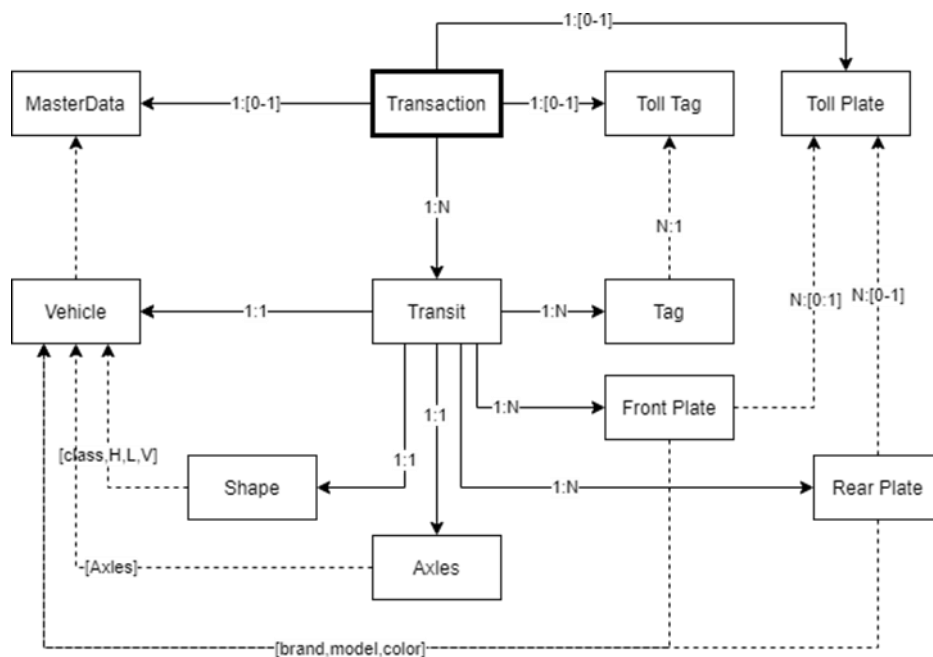 1:[0-1]
MasterData
1:[0-1]
Transaction
1:[0-1]
Toll Tag
Toll Plate
1:N
N:1
Vehicle
1:1
Transit
1:N
Tag
N:[0:1]
N:[0-1]
1:N
Front Plate
1:1
[class,H,L,V]
1:1
Shape
1:N
Rear Plate
[Axles]
Axles
[brand,model,color]